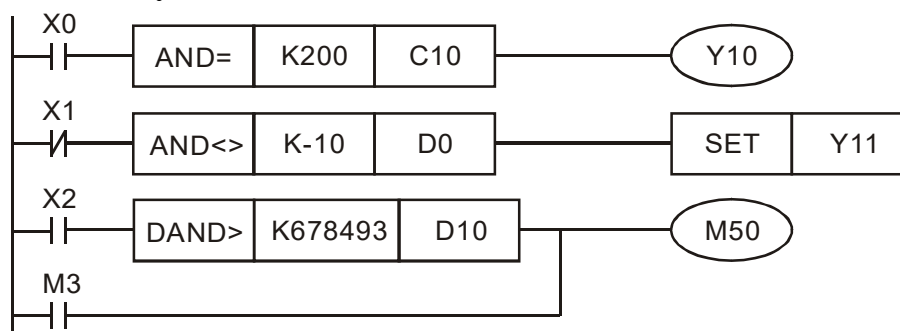 X0
AND= K200 C10 Y10
X1
AND<> K-10 D0 SET Y11
X2
DAND> K678493 D10 M50
M3